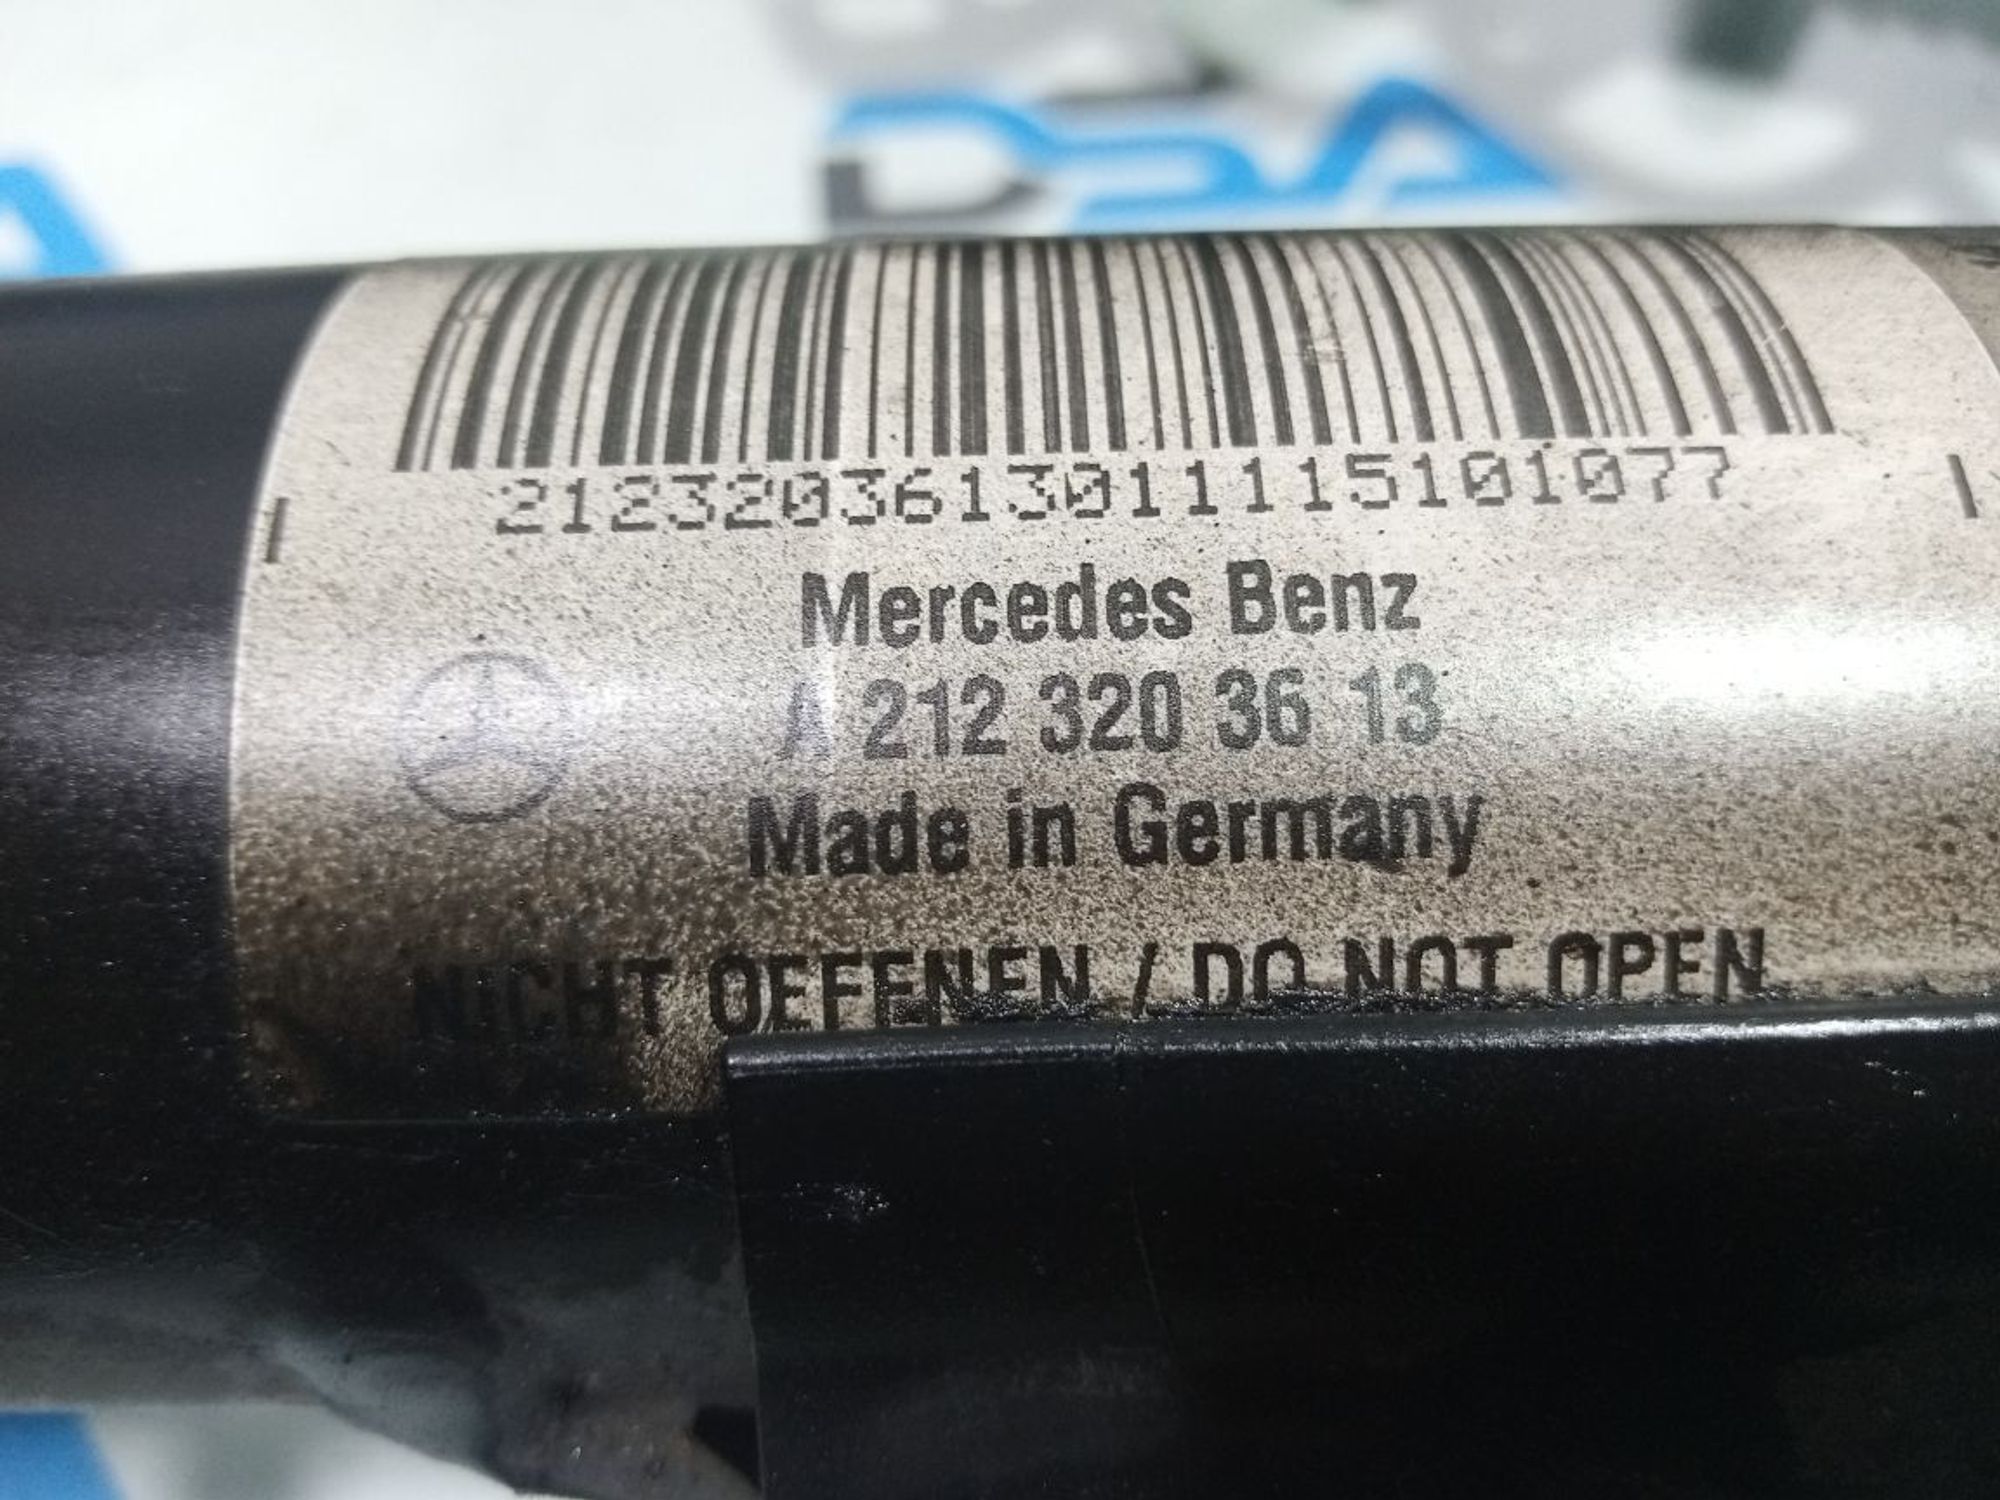 2123203613011115101077
Mercedes Benz
A 212 320 36 13
Made in Germany
NICHT OEFFENEN / DO NOT OPEN